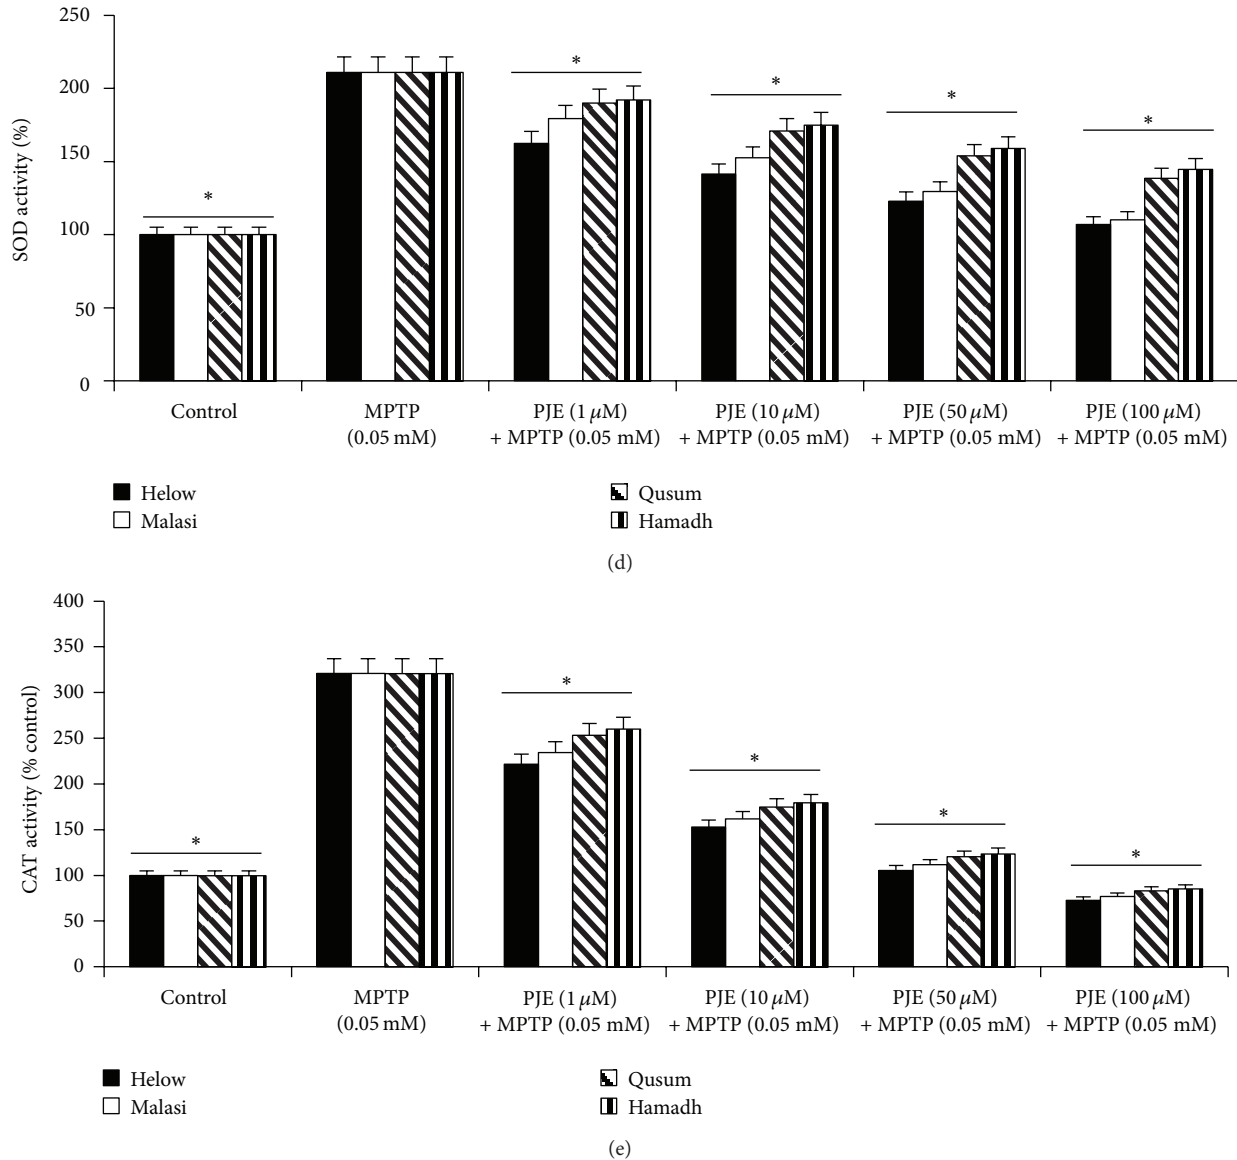 250
200
150
100
50
0
SOD activity (%)
*
*
*
*
*
Control
MPTP
(0.05 mM)
PJE (1 μM)
+ MPTP (0.05 mM)
PJE (10 μM)
+ MPTP (0.05 mM)
PJE (50 μM)
+ MPTP (0.05 mM)
PJE (100 μM)
+ MPTP (0.05 mM)
Helow
Malasi
Qusum
Hamadh
(d)
400
350
300
250
200
150
100
50
0
CAT activity (% control)
*
*
*
*
*
Control
MPTP
(0.05 mM)
PJE (1 μM)
+ MPTP (0.05 mM)
PJE (10 μM)
+ MPTP (0.05 mM)
PJE (50 μM)
+ MPTP (0.05 mM)
PJE (100 μM)
+ MPTP (0.05 mM)
Helow
Malasi
Qusum
Hamadh
(e)